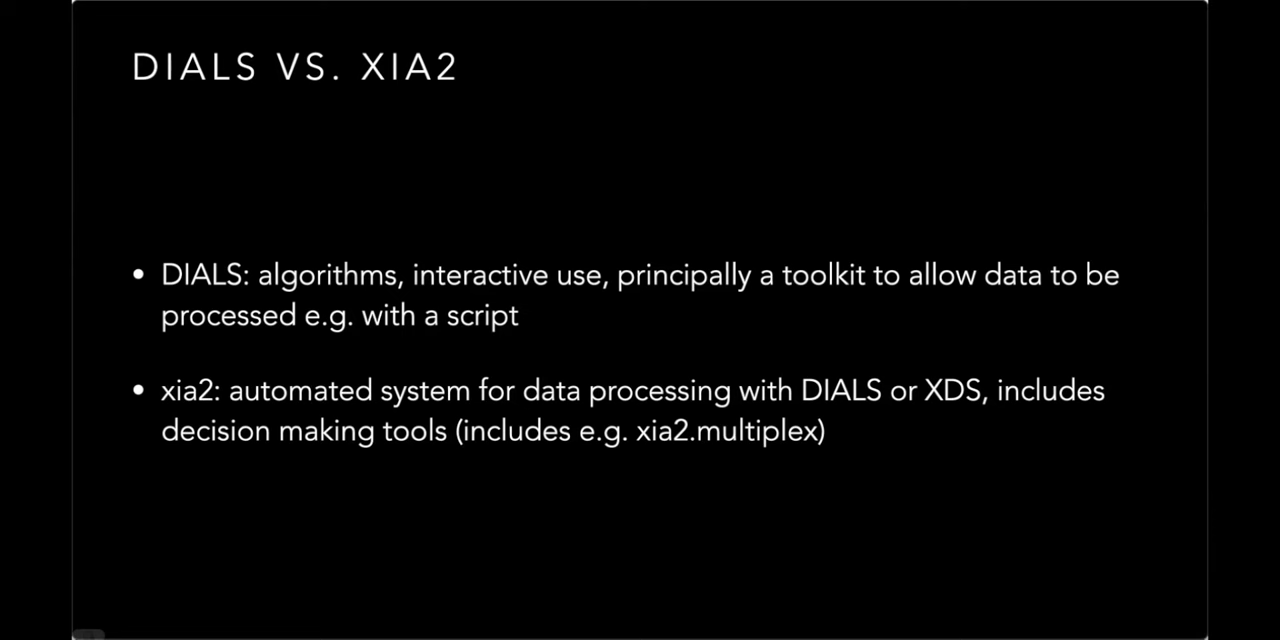 DIALS VS. XIA2
• DIALS: algorithms, interactive use, principally a toolkit to allow data to be
processed e.g. with a script
• xia2: automated system for data processing with DIALS or XDS, includes
decision making tools (includes e.g. xia2.multiplex)